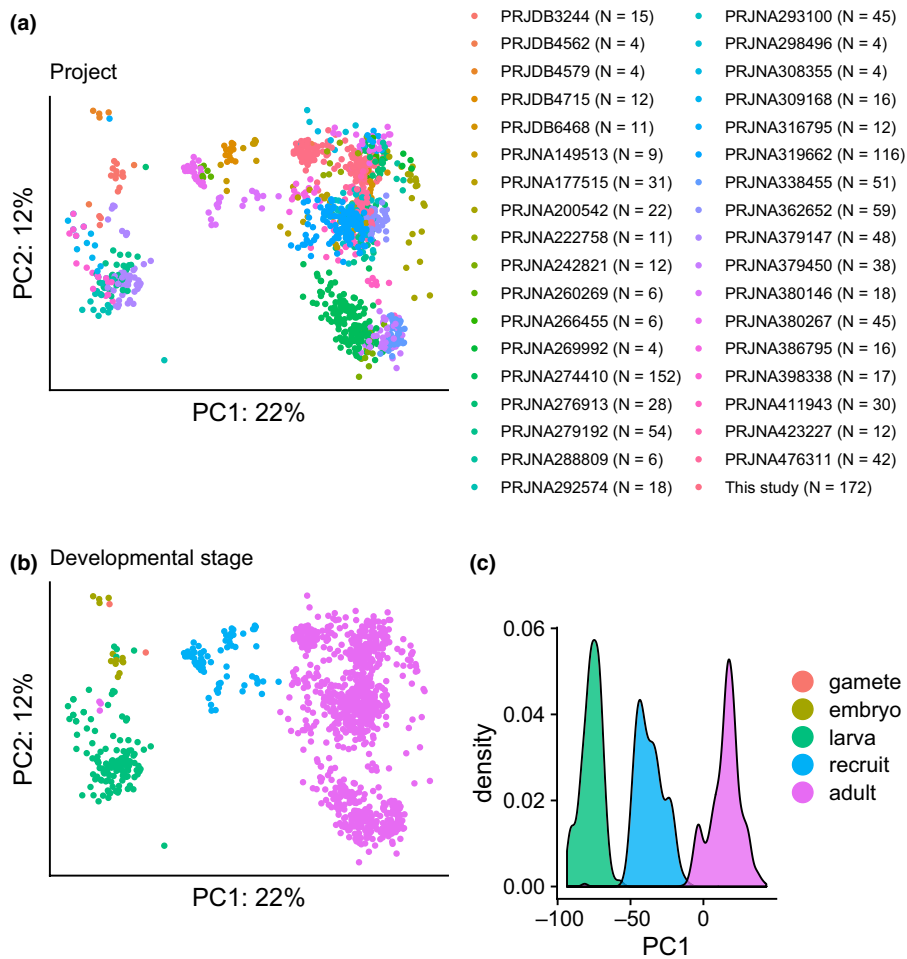 (a)
Project
PC2: 12%
PC1: 22%
PRJDB3244 (N = 15)
PRJDB4562 (N = 4)
PRJDB4579 (N = 4)
PRJDB4715 (N = 12)
PRJDB6468 (N = 11)
PRJNA149513 (N = 9)
PRJNA177515 (N = 31)
PRJNA200542 (N = 22)
PRJNA222758 (N = 11)
PRJNA242821 (N = 12)
PRJNA260269 (N = 6)
PRJNA266455 (N = 6)
PRJNA269992 (N = 4)
PRJNA274410 (N = 152)
PRJNA276913 (N = 28)
PRJNA279192 (N = 54)
PRJNA288809 (N = 6)
PRJNA292574 (N = 18)
PRJNA293100 (N = 45)
PRJNA298496 (N = 4)
PRJNA308355 (N = 4)
PRJNA309168 (N = 16)
PRJNA316795 (N = 12)
PRJNA319662 (N = 116)
PRJNA338455 (N = 51)
PRJNA362652 (N = 59)
PRJNA379147 (N = 48)
PRJNA379450 (N = 38)
PRJNA380146 (N = 18)
PRJNA380267 (N = 45)
PRJNA386795 (N = 16)
PRJNA398338 (N = 17)
PRJNA411943 (N = 30)
PRJNA423227 (N = 12)
PRJNA476311 (N = 42)
This study (N = 172)
(b) Developmental stage
PC2: 12%
PC1: 22%
(c)
density
0.06
0.04
0.02
0.00
−100
−50
0
PC1
gamete
embryo
larva
recruit
adult